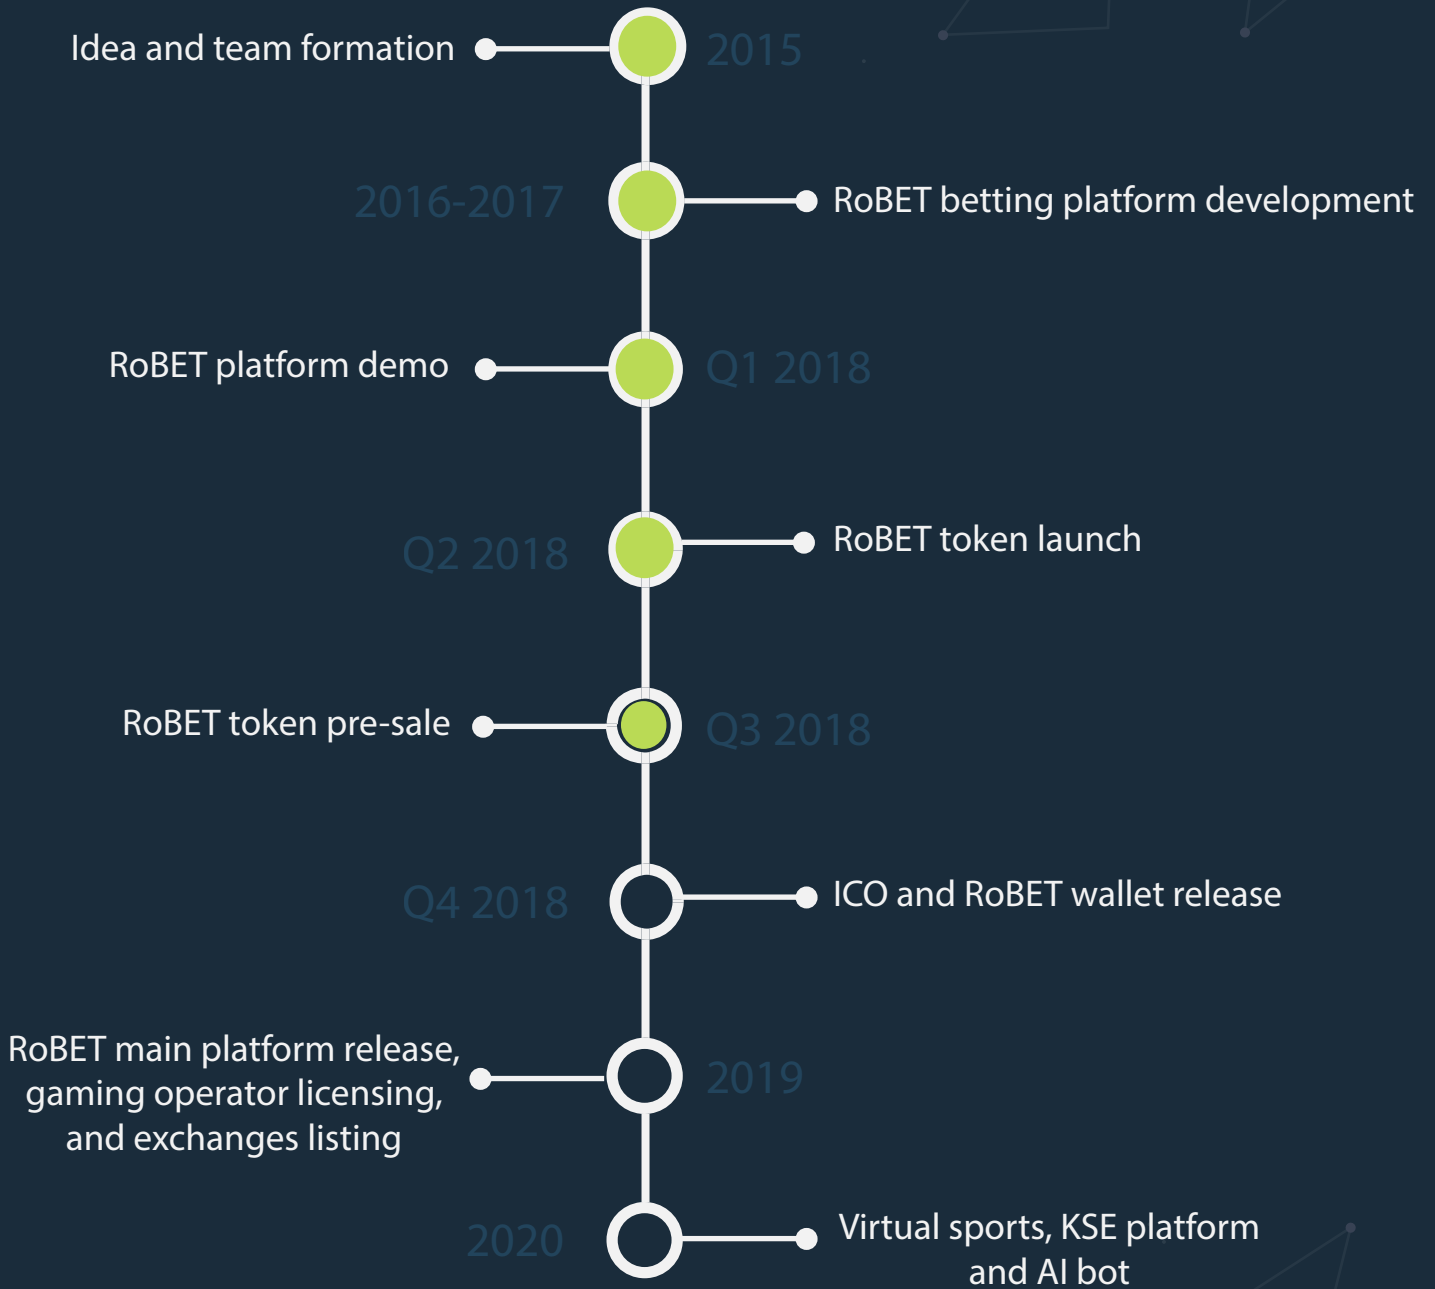 Idea and team formation
2015
2016-2017
RoBET betting platform development
RoBET platform demo
Q1 2018
RoBET token launch
Q2 2018
RoBET token pre-sale
Q3 2018
Q4 2018
ICO and RoBET wallet release
RoBET main platform release,
gaming operator licensing,
and exchanges listing
2019
2020
Virtual sports, KSE platform
and AI bot